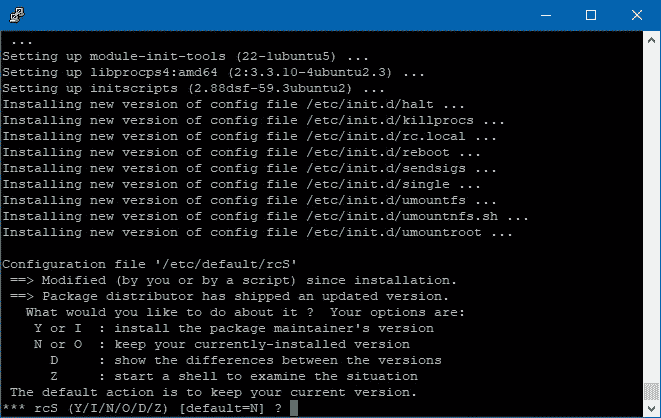 ...
Setting up module-init-tools (22-1ubuntu5) ...
Setting up libprocps4:amd64 (2:3.3.10-4ubuntu2.3) ...
Setting up initscripts (2.88dsf-59.3ubuntu2) ...
Installing new version of config file /etc/init.d/halt ...
Installing new version of config file /etc/init.d/killprocs ...
Installing new version of config file /etc/init.d/rc.local ...
Installing new version of config file /etc/init.d/reboot ...
Installing new version of config file /etc/init.d/sendsigs ...
Installing new version of config file /etc/init.d/single ...
Installing new version of config file /etc/init.d/umountfs ...
Installing new version of config file /etc/init.d/umountnfs.sh ...
Installing new version of config file /etc/init.d/umountroot ...

Configuration file '/etc/default/rcS'
 ==> Modified (by you or by a script) since installation.
 ==> Package distributor has shipped an updated version.
   What would you like to do about it ?  Your options are:
    Y or I  : install the package maintainer's version
    N or O  : keep your currently-installed version
      D     : show the differences between the versions
      Z     : start a shell to examine the situation
 The default action is to keep your current version.
*** rcS (Y/I/N/O/D/Z) [default=N] ?